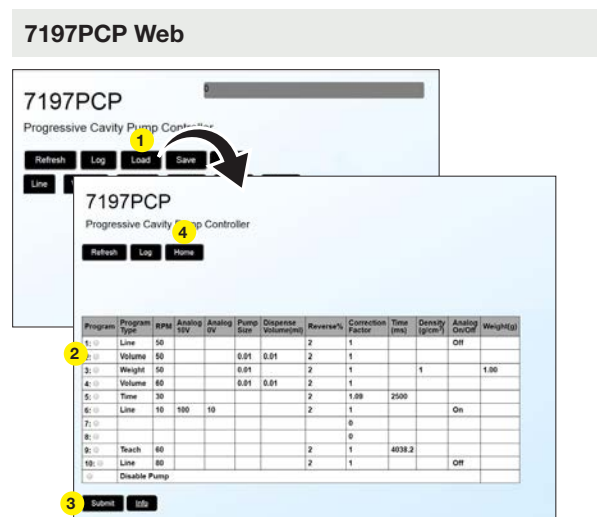 7197PCP Web
0
7197PCP
Progressive Cavity Pump Controller
1
Refresh Log Load Save
Line
7197PCP
Progressive Cavity Pump Controller
4
Refresh Log Home
Program Program Type RPM Analog 10V Analog 0V Pump Size Dispense Volume(ml) Reverse% Correction Factor Time (ms) Density (g/cm³) Analog On/Off Weight(g)
1: Line 50 2 1 Off
2
2: Volume 50 0.01 0.01 2 1
3: Weight 50 0.01 2 1 1 1.00
4: Volume 60 0.01 0.01 2 1
5: Time 30 2 1.09 2500
6: Line 10 100 10 2 1 On
7: 0
8: 0
9: Teach 60 2 1 4038.2
10: Line 80 2 1 Off
Disable Pump
3
Submit Info